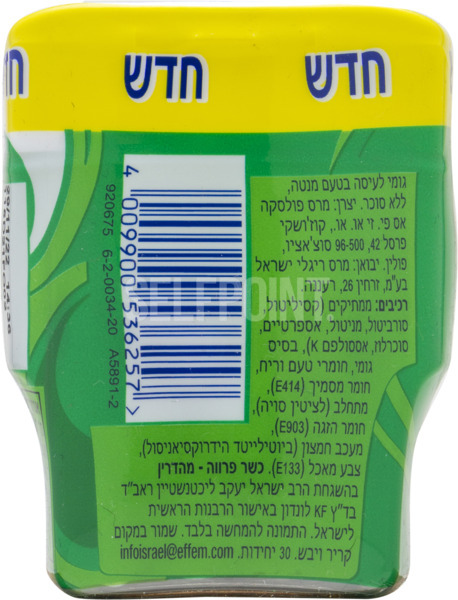 חדש
חדש
גומי לעיסה בטעם מנטה,
ללא סוכר. יצרן: מרס פולסקה
אס פי. זי או. או., קוז'ושקי
פרסל 42, 96-500 סוצ'אציו,
פולין. יבואן: מרס ריגלי ישראל
בע"מ, זרחין 26, רעננה
רכיבים: ממתיקים (קסיליטול,
סורביטול, מניטול, אספרטיים,
סוכרלוז, אססולפם K), בסיס
גומי, חומרי טעם וריח,
חומר מסמיך (E414),
מתחלב (לציטין סויה),
חומר הזגה (E903),
מעכב חמצון (ביוטילייטד הידרוקסיאניסול),
צבע מאכל (E133). כשר פרווה - מהדרין
בהשגחת הרב ישראל יעקב ליכטנשטיין ראב"ד
בד"ץ KF לונדון באישור הרבנות הראשית
לישראל. התמונה להמחשה בלבד. שמור במקום
קריר ויבש. 30 יחידות. infoisrael@effem.com
4 009900 536257
920675 6-2-0034-20 A5891-2
SELFPOINT.